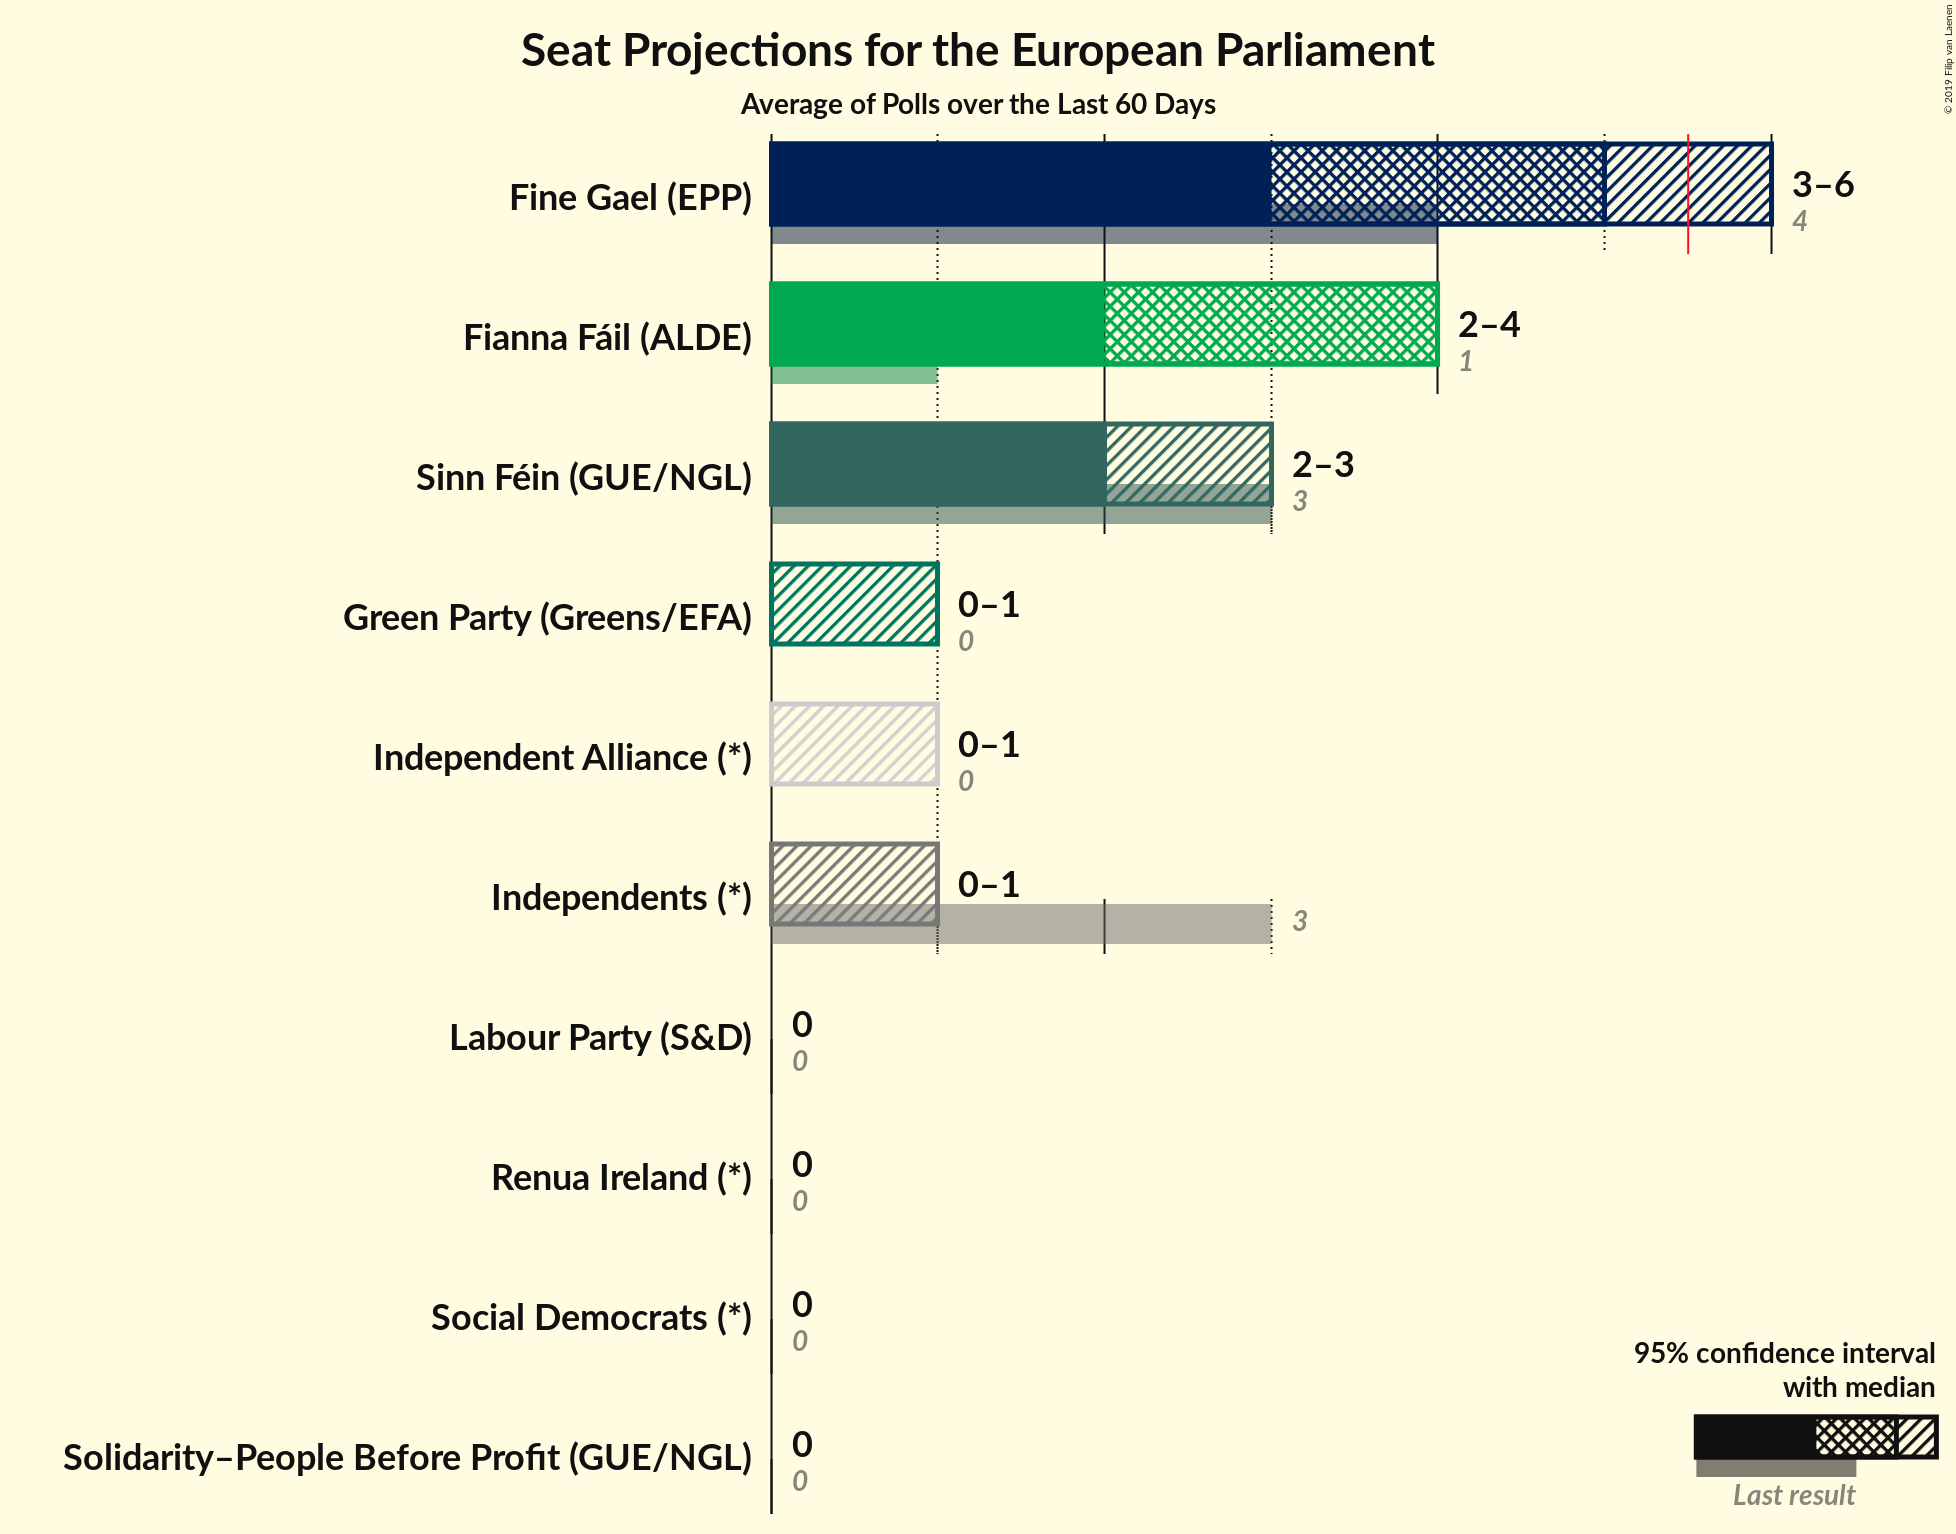 Seat Projections for the European Parliament
Average of Polls over the Last 60 Days
© 2019 Filip van Laenen
Fine Gael (EPP)
3–6
4
Fianna Fáil (ALDE)
2–4
1
Sinn Féin (GUE/NGL)
2–3
3
Green Party (Greens/EFA)
0–1
0
Independent Alliance (*)
0–1
0
Independents (*)
0–1
3
Labour Party (S&D)
0
0
Renua Ireland (*)
0
0
Social Democrats (*)
0
0
Solidarity–People Before Profit (GUE/NGL)
0
0
95% confidence interval
with median
Last result